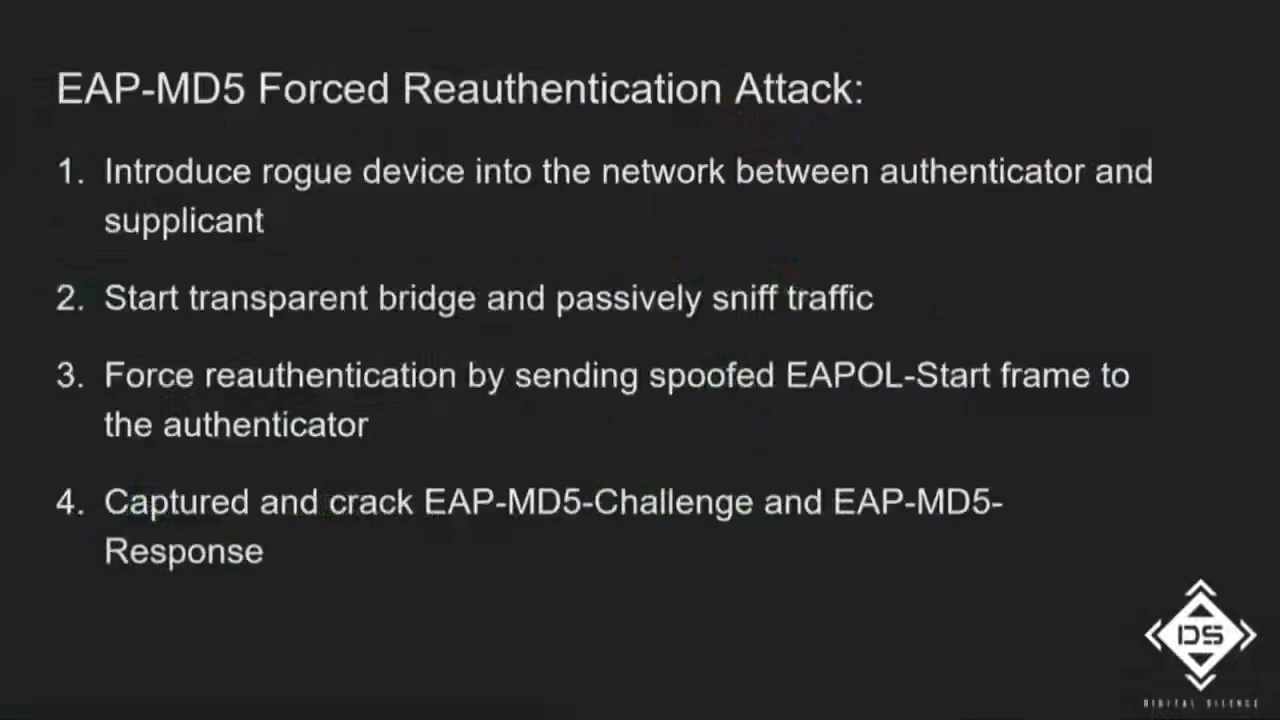 EAP-MD5 Forced Reauthentication Attack:
1. Introduce rogue device into the network between authenticator and
supplicant
2. Start transparent bridge and passively sniff traffic
3. Force reauthentication by sending spoofed EAPOL-Start frame to
the authenticator
4. Captured and crack EAP-MD5-Challenge and EAP-MD5-
Response
DS
DIGITAL SILENCE